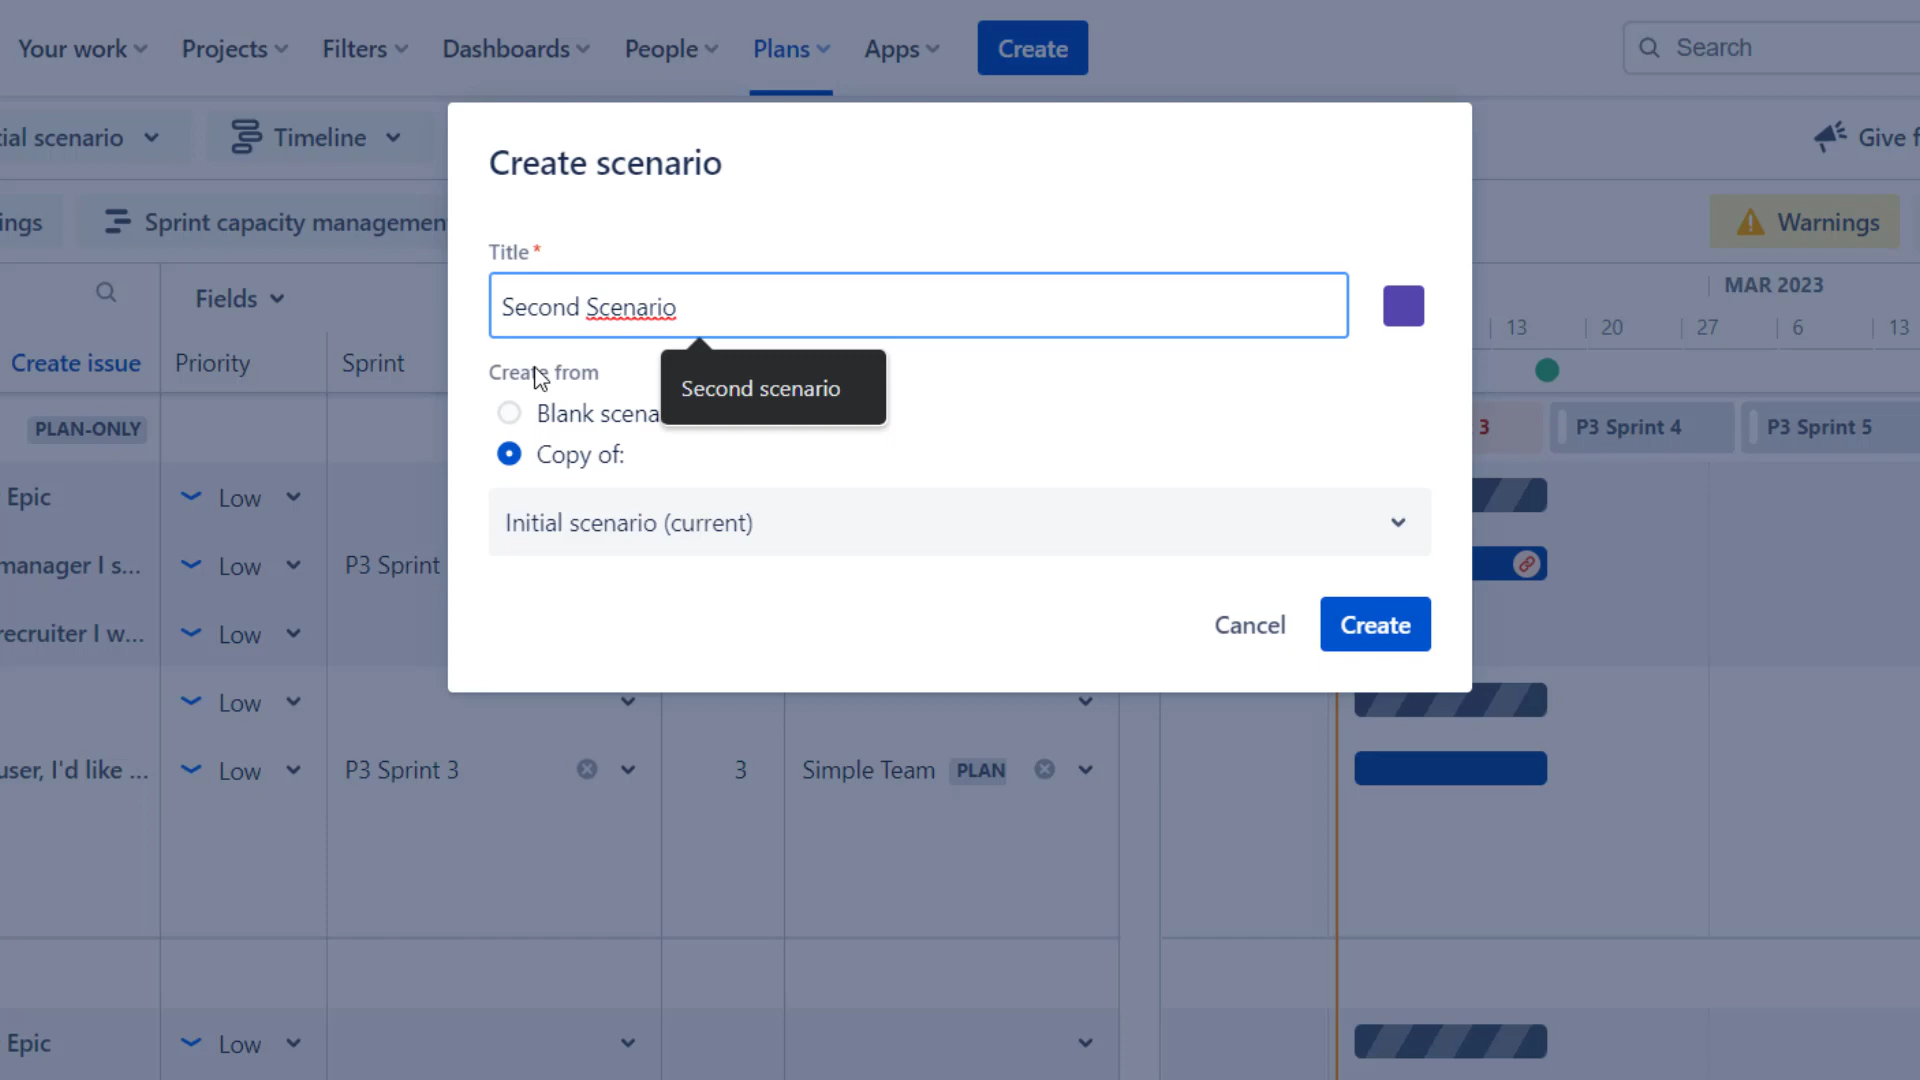 Your work Projects Filters Dashboards People Plans Apps Create Search
ial scenario Timeline Give f
ings Sprint capacity managemen Warnings
Create scenario
Title *
Second Scenario
Second scenario
Create from
Blank scena
Copy of:
Initial scenario (current)
Cancel Create
Fields MAR 2023
13 20 27 6 13
Create issue Priority Sprint
PLAN-ONLY 3 P3 Sprint 4 P3 Sprint 5
Epic Low
manager I s... Low P3 Sprint
recruiter I w... Low
Low
user, I'd like ... Low P3 Sprint 3 3 Simple Team PLAN
Epic Low